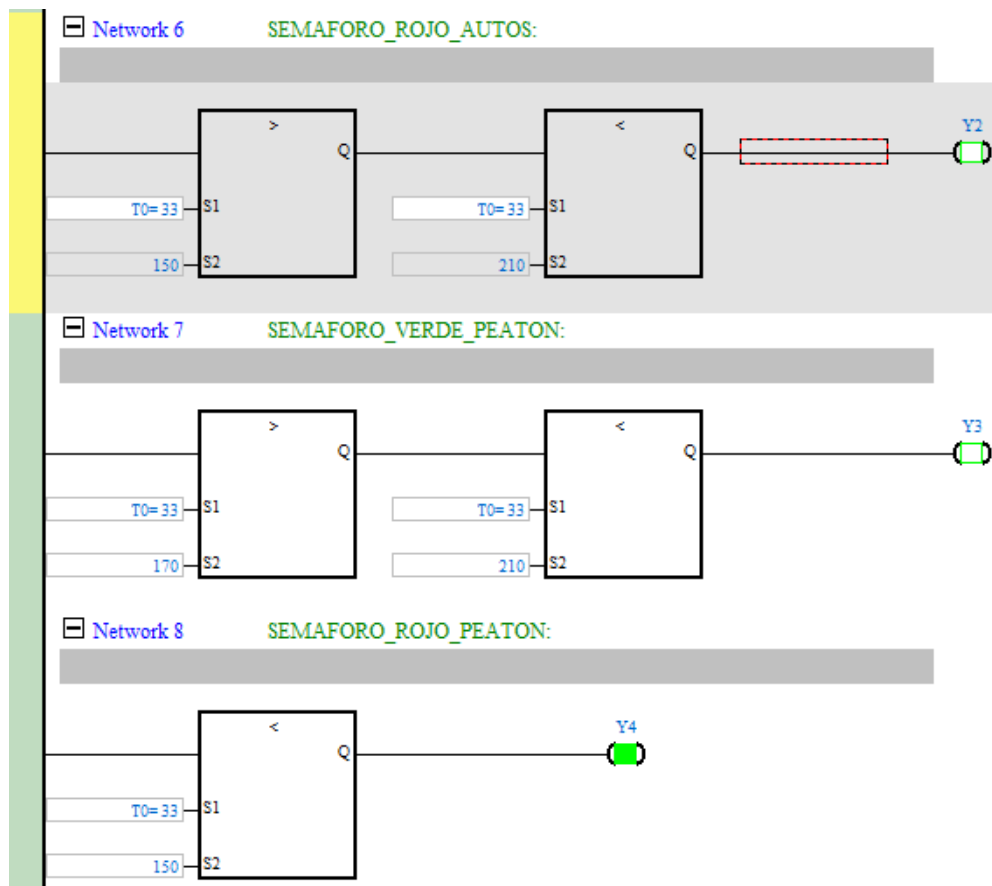 Network 6 SEMAFORO_ROJO_AUTOS:
> < Y2
Q Q
T0= 33 S1 T0= 33 S1
150 S2 210 S2
Network 7 SEMAFORO_VERDE_PEATON:
> < Y3
Q Q
T0= 33 S1 T0= 33 S1
170 S2 210 S2
Network 8 SEMAFORO_ROJO_PEATON:
< Y4
Q
T0= 33 S1
150 S2